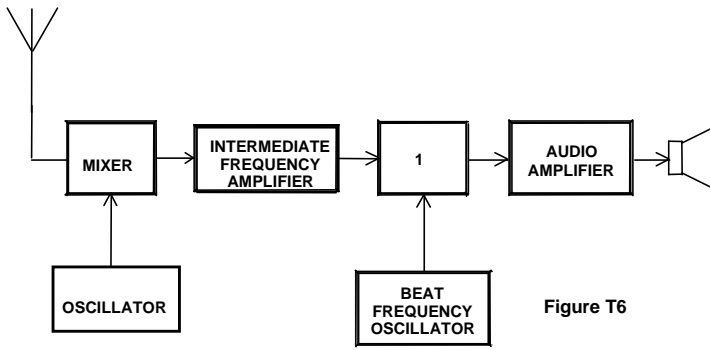 MIXER
INTERMEDIATE
FREQUENCY
AMPLIFIER
1
AUDIO
AMPLIFIER
OSCILLATOR
BEAT
FREQUENCY
OSCILLATOR
Figure T6